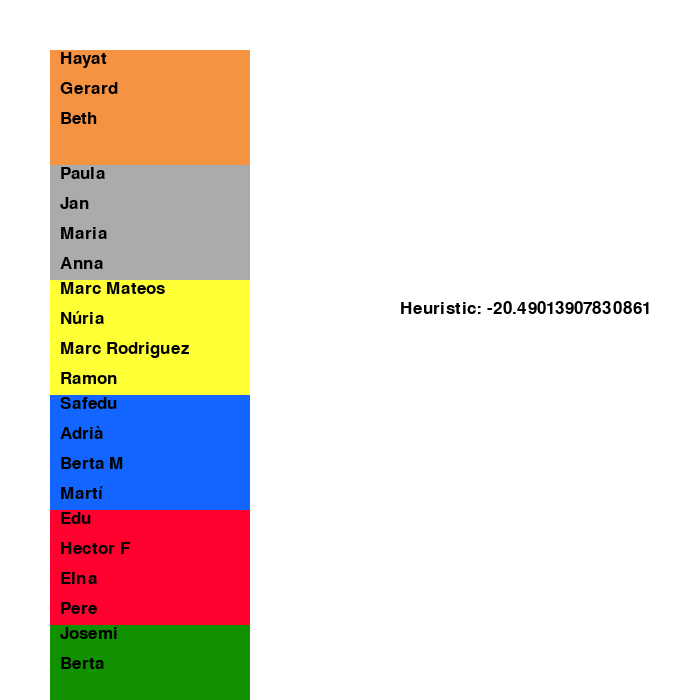 Hayat
Gerard
Beth
Paula
Jan
Maria
Anna
Marc Mateos
Heuristic: -20.49013907830861
Núria
Marc Rodriguez
Ramon
Safedu
Adrià
Berta M
Martí
Edu
Hector F
Elna
Pere
Josemi
Berta